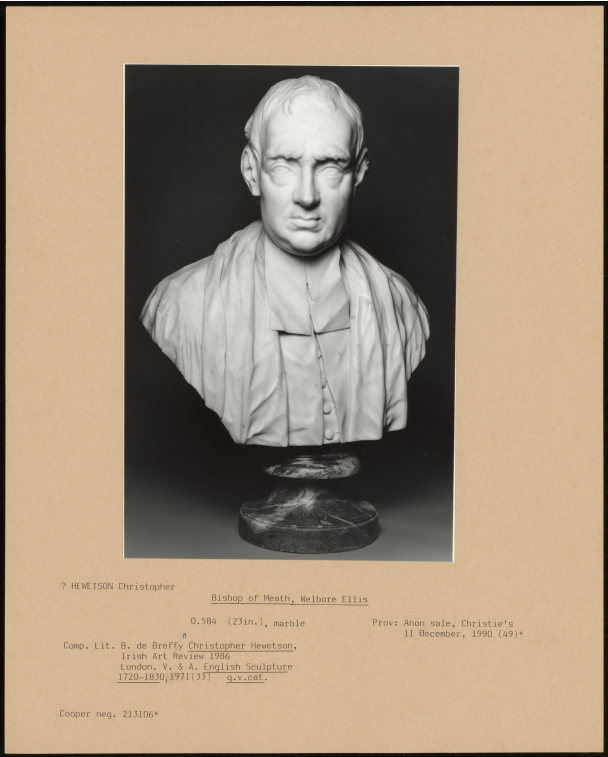 ? HEWETSON Christopher
Bishop of Meath, Welbore Ellis
0.584 (23in.), marble
Prov: Anon sale, Christie's
11 December, 1990 (49)*
Comp. Lit. B. de Breffy Christopher Hewetson,
Irish Art Review 1986
London. V. & A. English Sculpture
1720-1830,1971(33) q.v.cat.
Cooper neg. 213106*